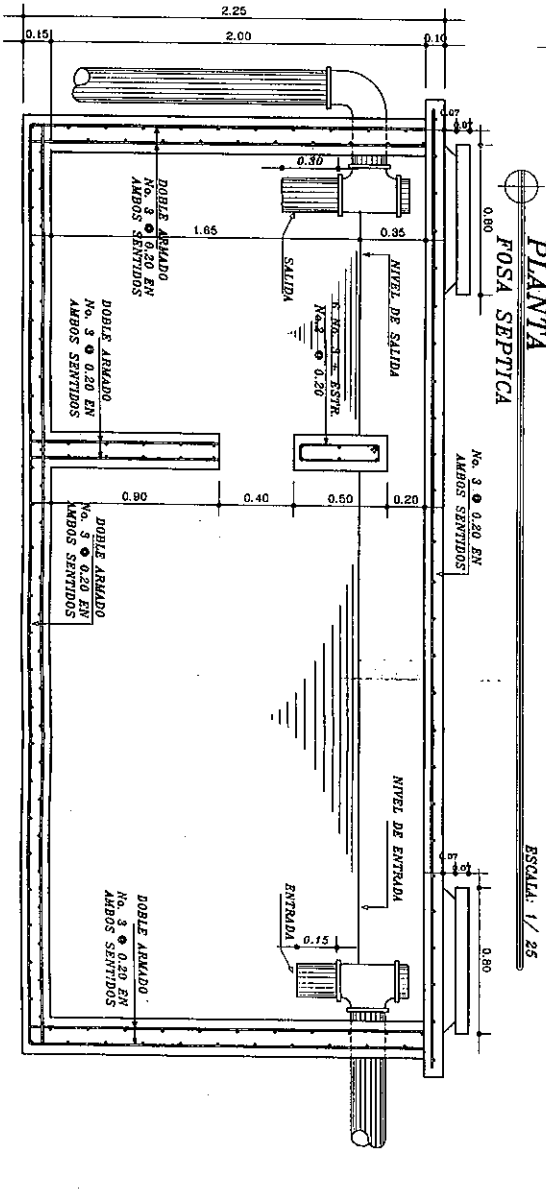 PLANTA
FOSA SEPTICA
ESCALA: 1/25
2.25
0.15
2.00
0.10
0.07
0.07
0.80
0.07
0.07
0.80
No. 3 @ 0.20 EN
AMBOS SENTIDOS
0.30
1.65
0.35
DOBLE ARMADO
No. 3 @ 0.20 EN
AMBOS SENTIDOS
SALIDA
NIVEL DE SALIDA
6 No. 3 + ESTR.
No.2 @ 0.20
DOBLE ARMADO
No. 3 @ 0.20 EN
AMBOS SENTIDOS
0.90
0.40
0.50
0.20
DOBLE ARMADO
No. 3 @ 0.20 EN
AMBOS SENTIDOS
NIVEL DE ENTRADA
ENTRADA
0.15
DOBLE ARMADO
No. 3 @ 0.20 EN
AMBOS SENTIDOS